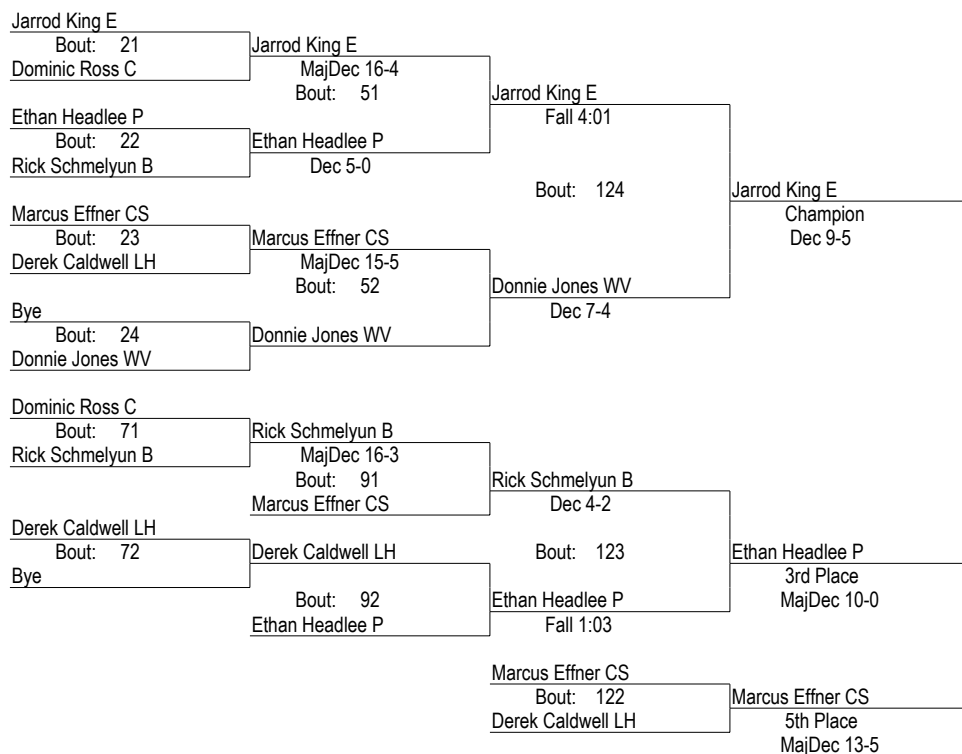 Jarrod King E
Bout: 21
Jarrod King E
Dominic Ross C
MajDec 16-4
Bout: 51
Jarrod King E
Ethan Headlee P
Fall 4:01
Bout: 22
Ethan Headlee P
Rick Schmelyun B
Dec 5-0
Bout: 124
Jarrod King E
Marcus Effner CS
Champion
Bout: 23
Marcus Effner CS
Dec 9-5
Derek Caldwell LH
MajDec 15-5
Bout: 52
Donnie Jones WV
Bye
Dec 7-4
Bout: 24
Donnie Jones WV
Donnie Jones WV
Dominic Ross C
Bout: 71
Rick Schmelyun B
Rick Schmelyun B
MajDec 16-3
Bout: 91
Rick Schmelyun B
Marcus Effner CS
Dec 4-2
Derek Caldwell LH
Bout: 72
Derek Caldwell LH
Bout: 123
Ethan Headlee P
Bye
3rd Place
Bout: 92
Ethan Headlee P
MajDec 10-0
Ethan Headlee P
Fall 1:03
Marcus Effner CS
Bout: 122
Marcus Effner CS
Derek Caldwell LH
5th Place
MajDec 13-5